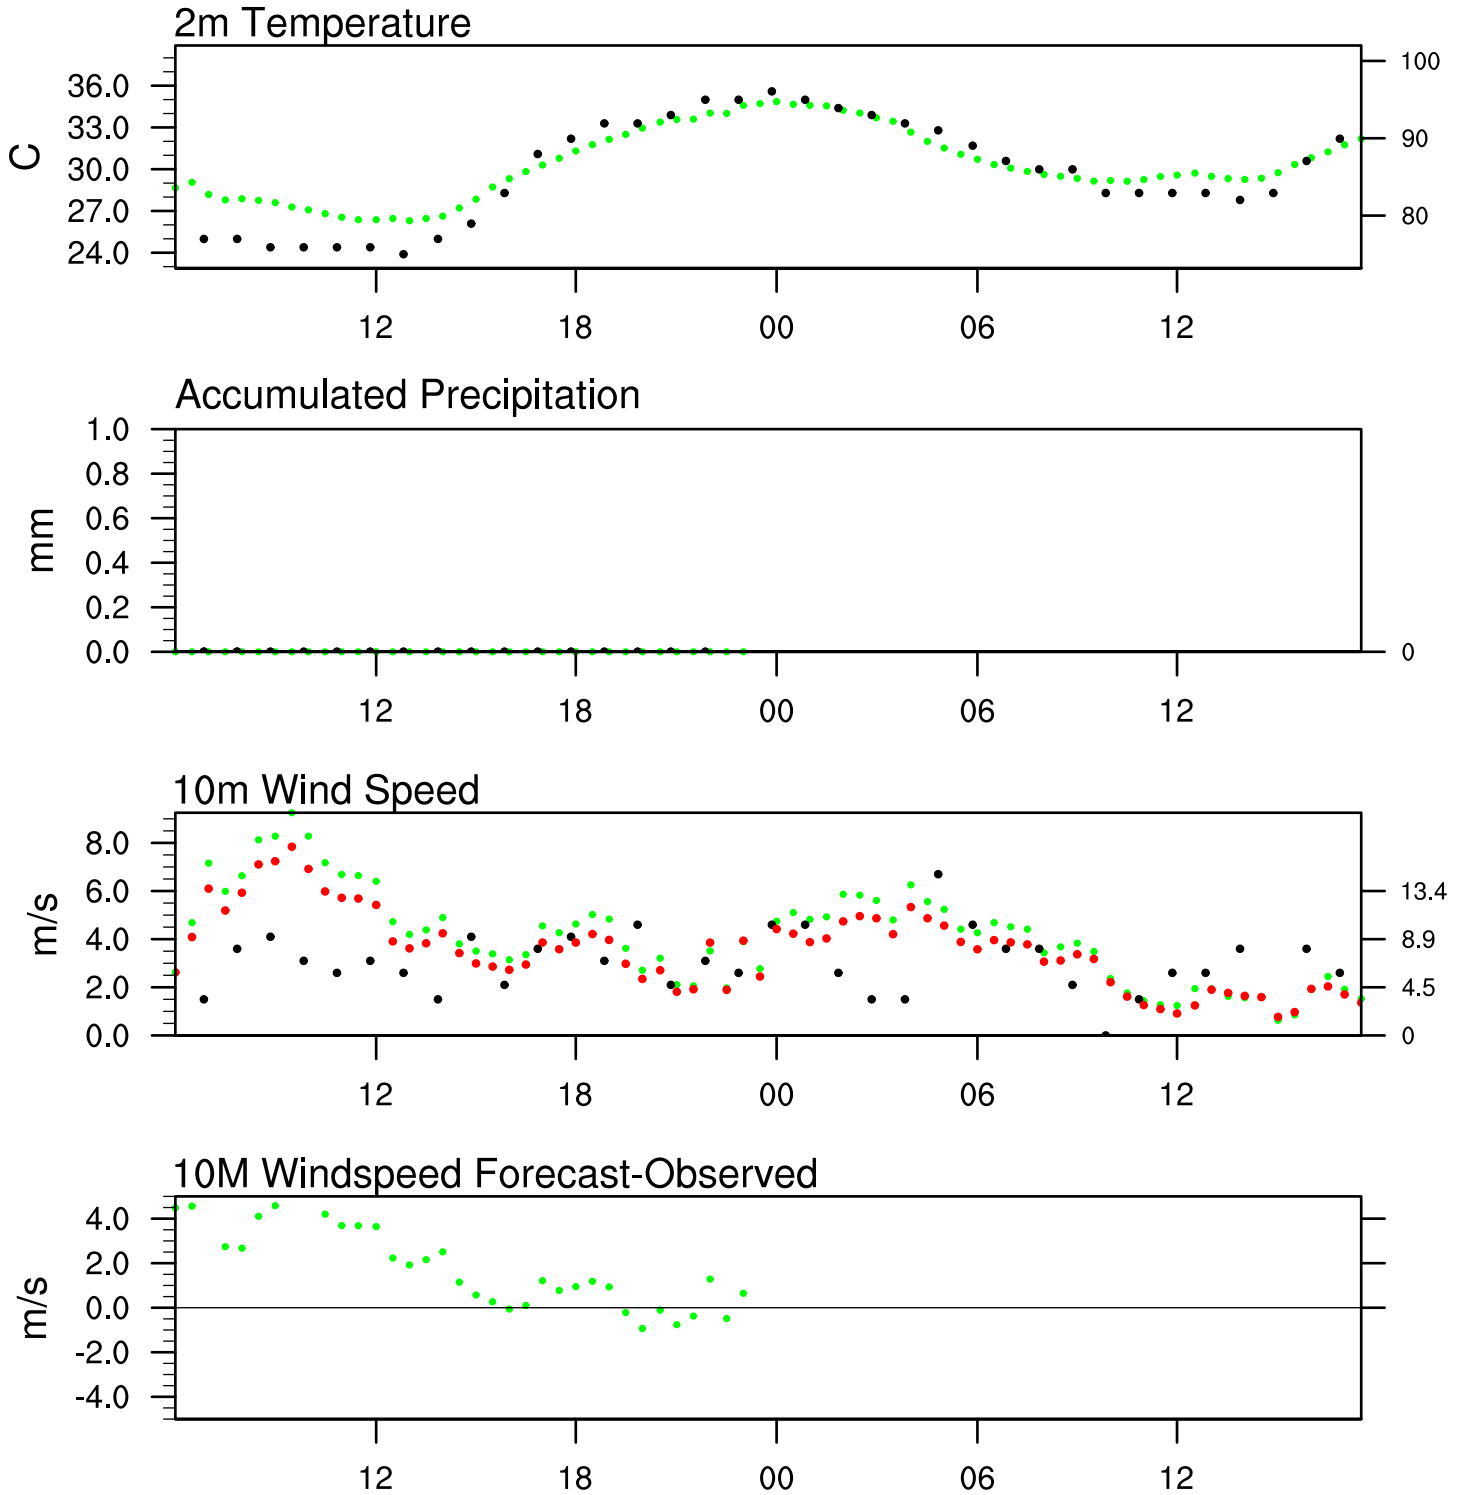 2m Temperature
C
36.0
33.0
30.0
27.0
24.0
100
90
80
12 18 00 06 12
Accumulated Precipitation
mm
1.0
0.8
0.6
0.4
0.2
0.0
0
12 18 00 06 12
10m Wind Speed
m/s
8.0
6.0
4.0
2.0
0.0
13.4
8.9
4.5
0
12 18 00 06 12
10M Windspeed Forecast-Observed
m/s
4.0
2.0
0.0
-2.0
-4.0
12 18 00 06 12